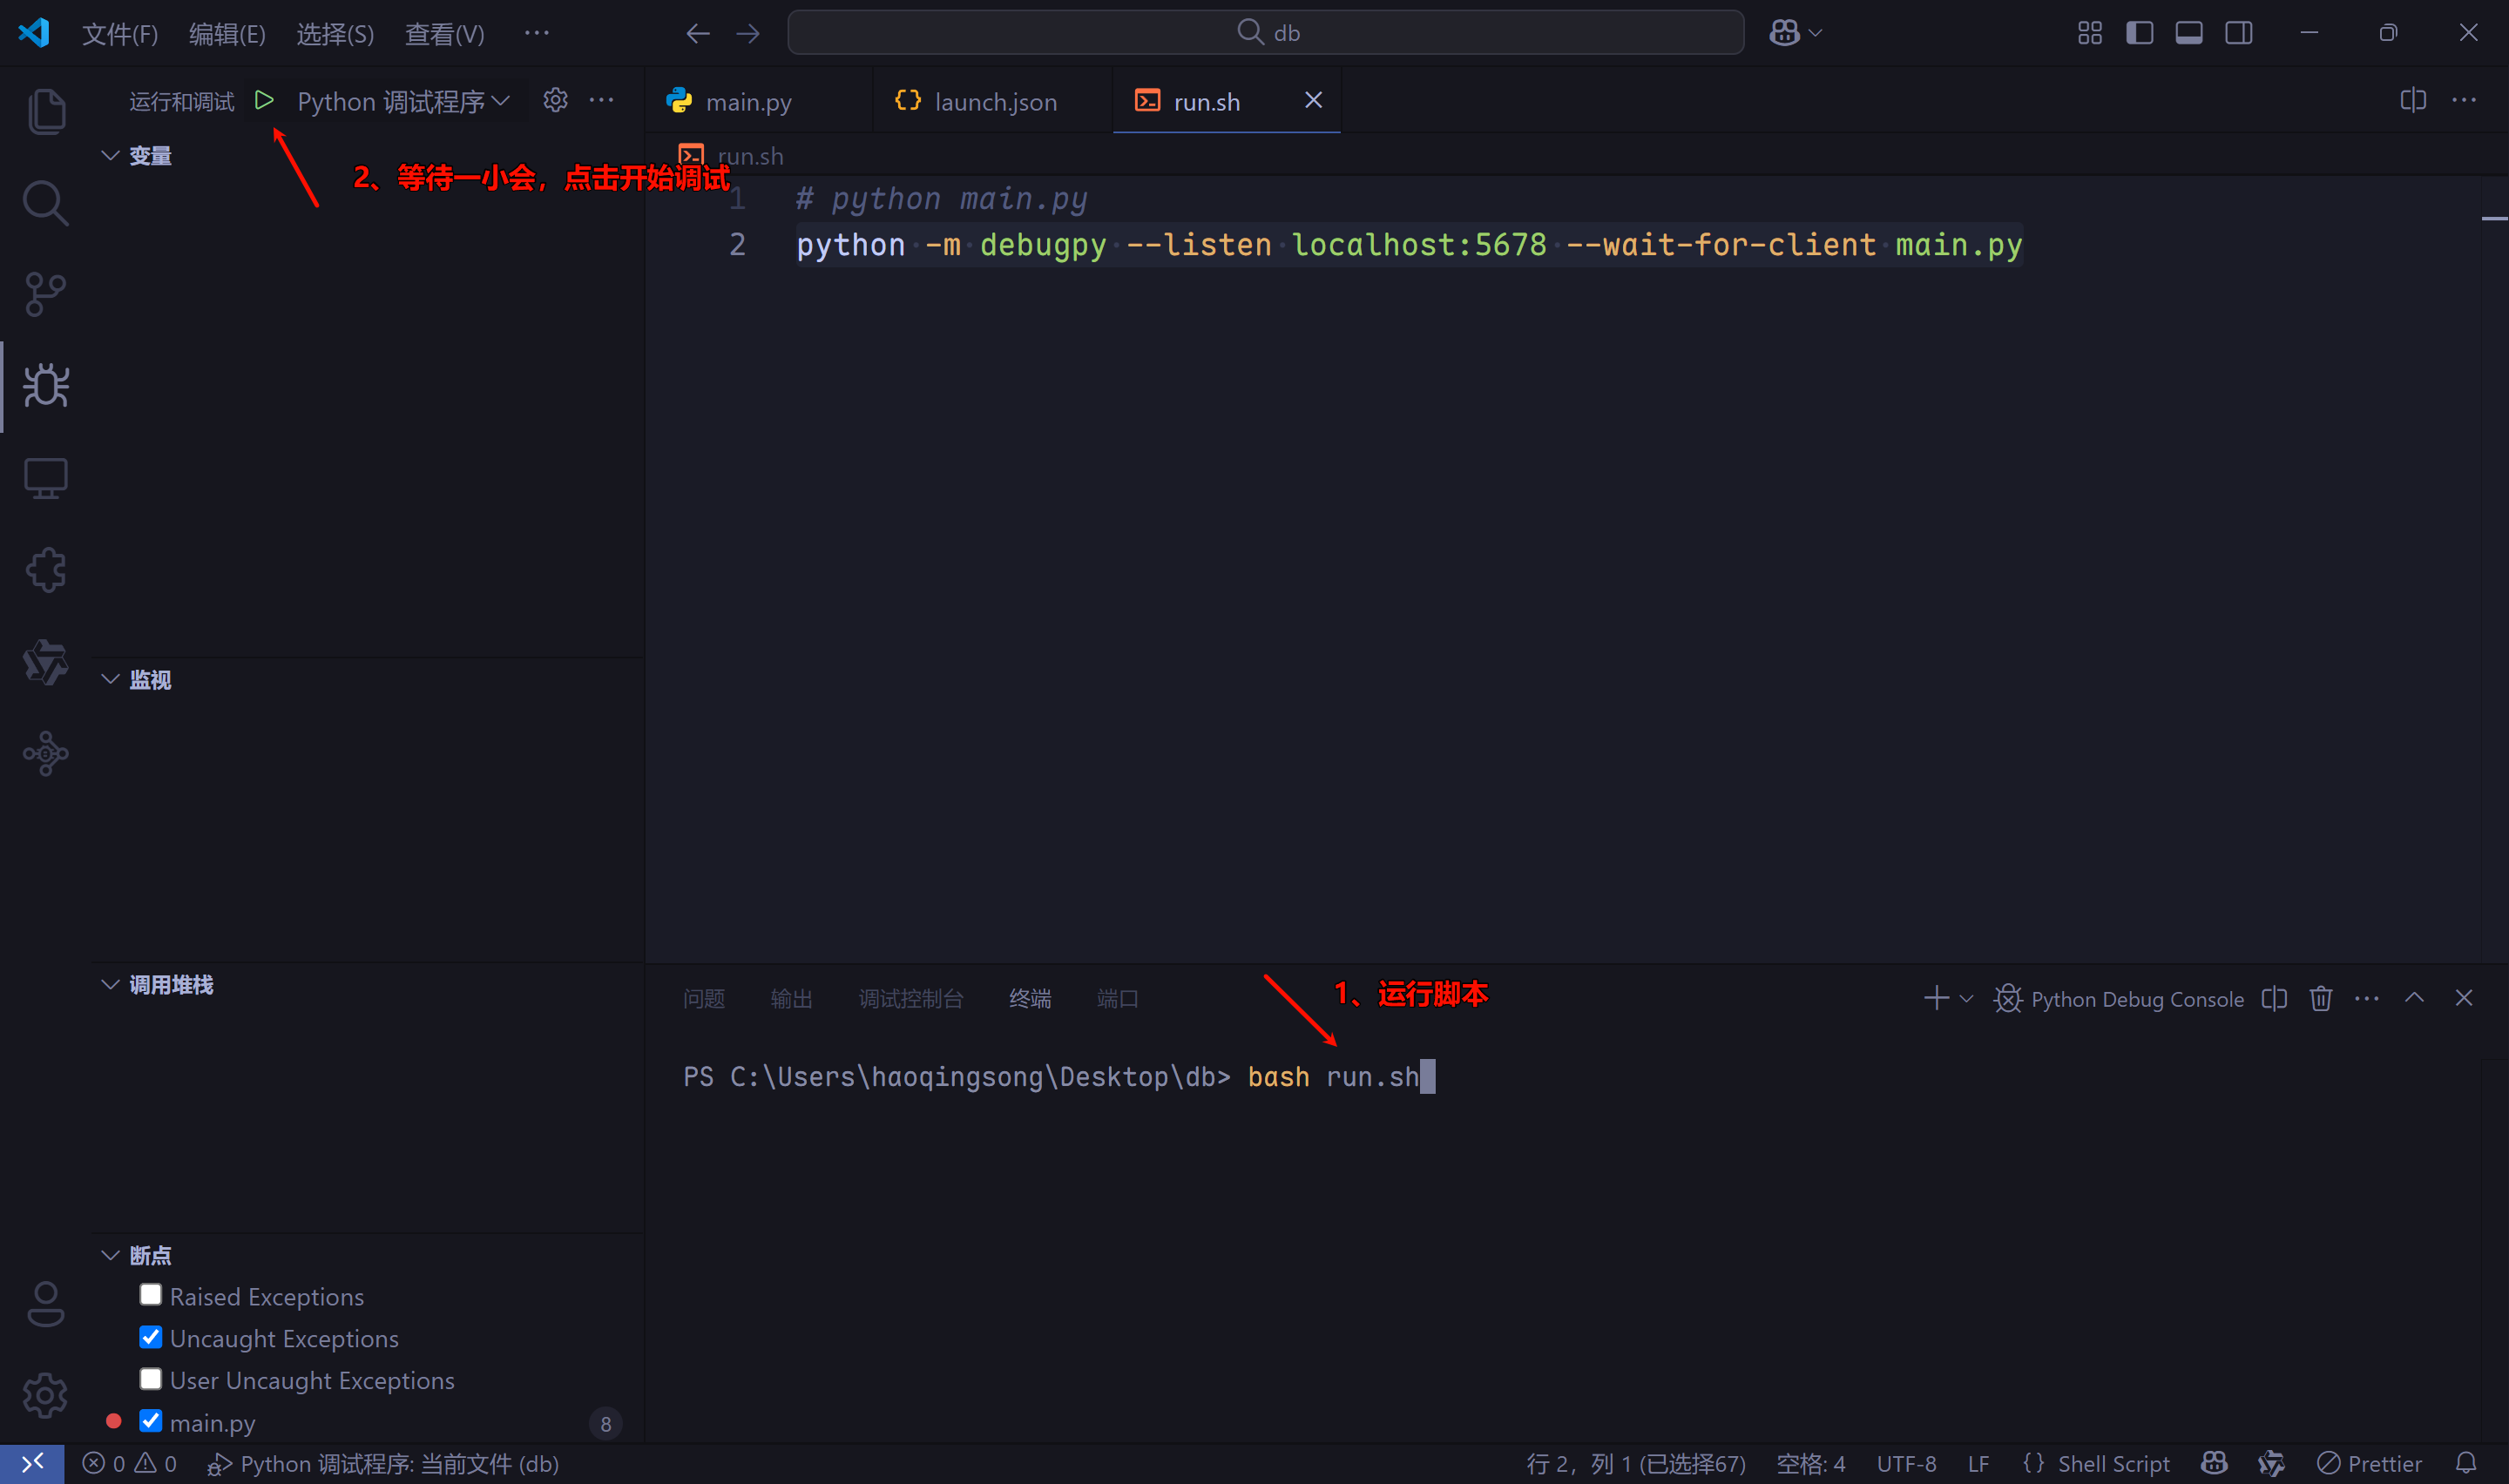 文件(F) 编辑(E) 选择(S) 查看(V) ··· db
运行和调试 Python 调试程序 ···
main.py launch.json run.sh ···
变量
run.sh
2、等待一小会，点击开始调试
1 # python main.py
2 python -m debugpy --listen localhost:5678 --wait-for-client main.py
监视
调用堆栈
问题 输出 调试控制台 终端 端口 Python Debug Console ···
1、运行脚本
PS C:\Users\haoqingsong\Desktop\db> bash run.sh
断点
Raised Exceptions
Uncaught Exceptions
User Uncaught Exceptions
main.py 8
0 0 Python 调试程序: 当前文件 (db) 行 2，列 1 (已选择67) 空格: 4 UTF-8 LF {} Shell Script Prettier